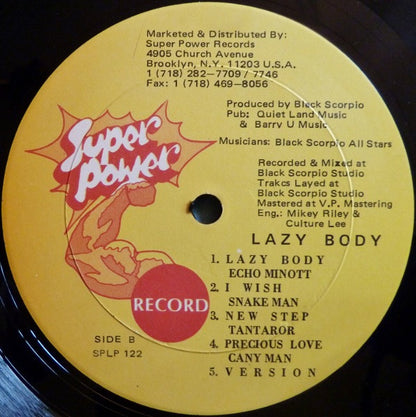 Marketed & Distributed By:
Super Power Records
4905 Church Avenue
Brooklyn, N.Y. 11203 U.S.A.
1 (718) 282-7709 / 7746
Fax: 1 (718) 469-8056
Produced by Black Scorpio
Pub: Quiet Land Music
& Barry U Music
Musicians: Black Scorpio All Stars
Recorded & Mixed at
Black Scorpio Studio
Trakcs Layed at
Black Scorpio Studio
Mastered at V.P. Mastering
Eng.: Mikey Riley &
Culture Lee
Super
Power
RECORD
SIDE B
SPLP 122
LAZY BODY
1. LAZY BODY
ECHO MINOTT
2. I WISH
SNAKE MAN
3. NEW STEP
TANTAROR
4. PRECIOUS LOVE
CANY MAN
5. VERSION